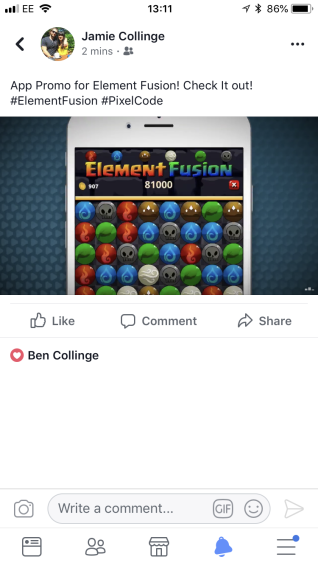 EE 13:11 86%
Jamie Collinge
2 mins ·
App Promo for Element Fusion! Check It out!
#ElementFusion #PixelCode
ELEMENT FUSION
907 81000
Like Comment Share
Ben Collinge
Write a comment... GIF